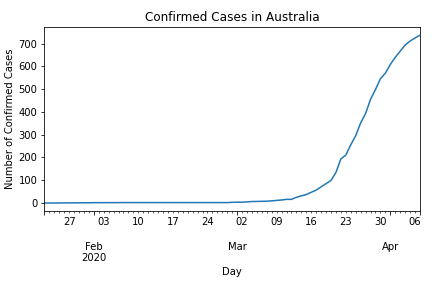 Confirmed Cases in Australia
Number of Confirmed Cases
700
600
500
400
300
200
100
0
27 03 10 17 24 02 09 16 23 30 06
Feb Mar Apr
2020
Day